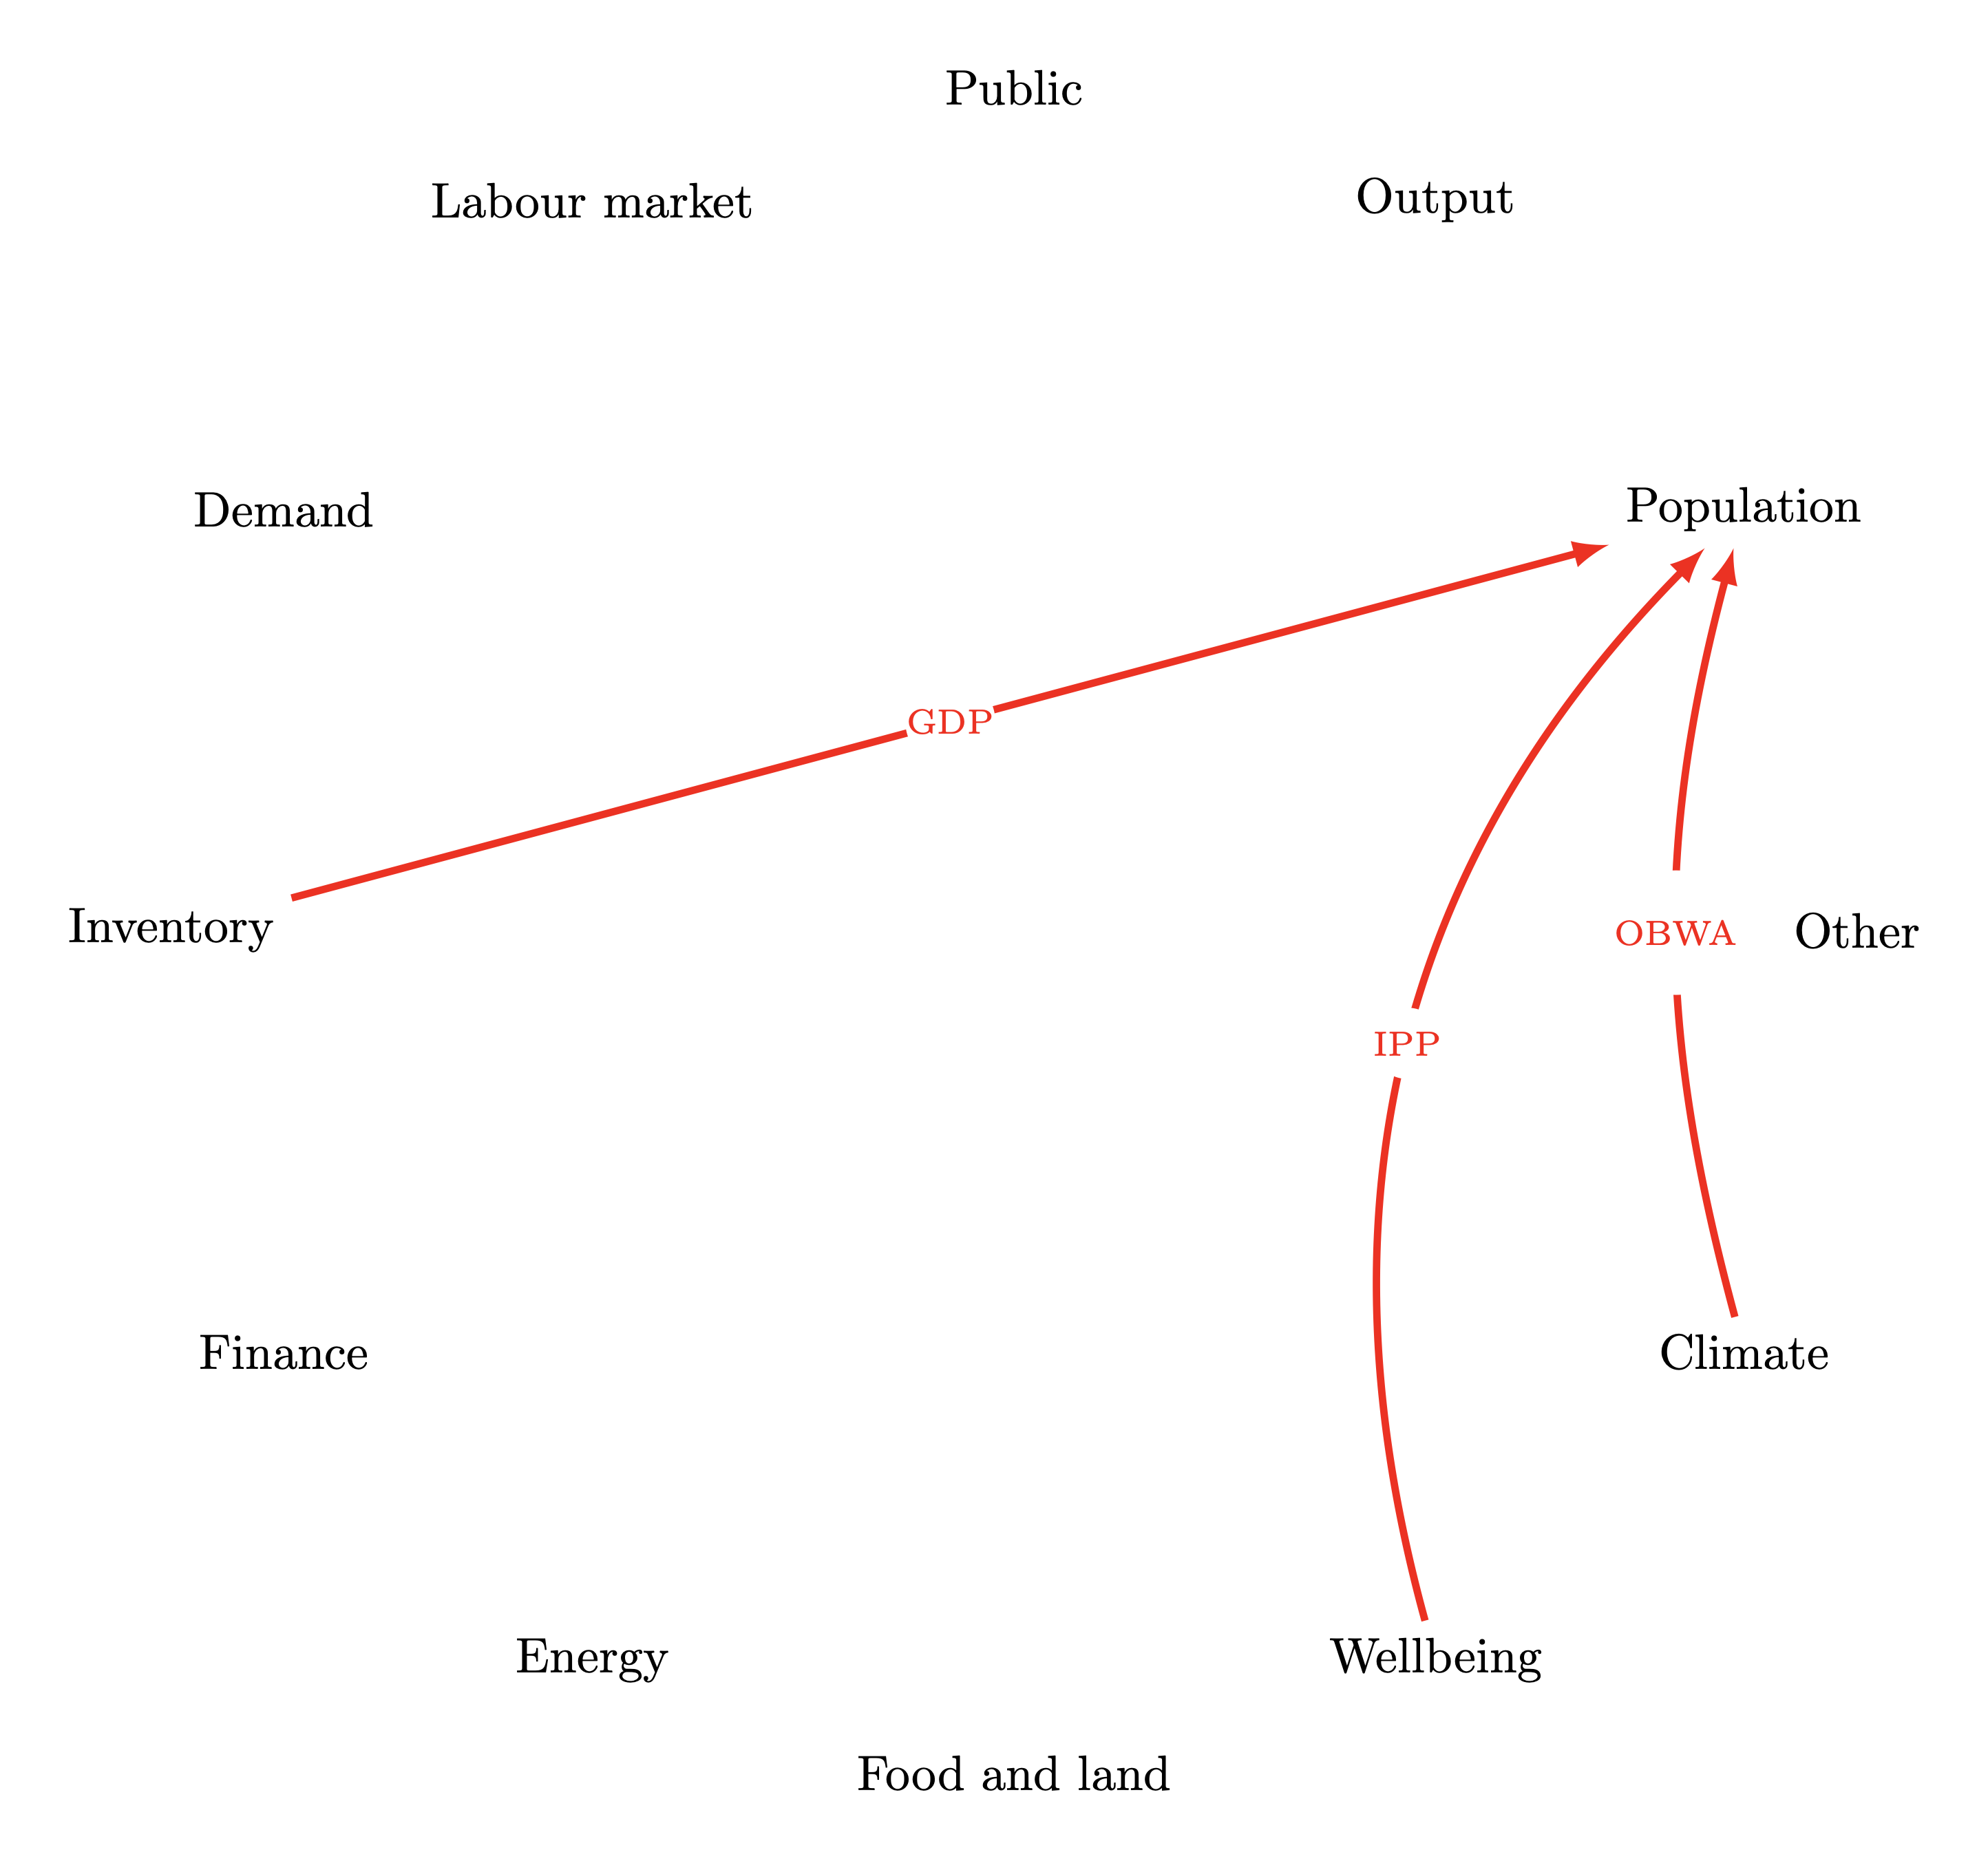 Public
Labour market
Output
Demand
Population
GDP
Inventory
OBWA
Other
IPP
Finance
Climate
Energy
Wellbeing
Food and land